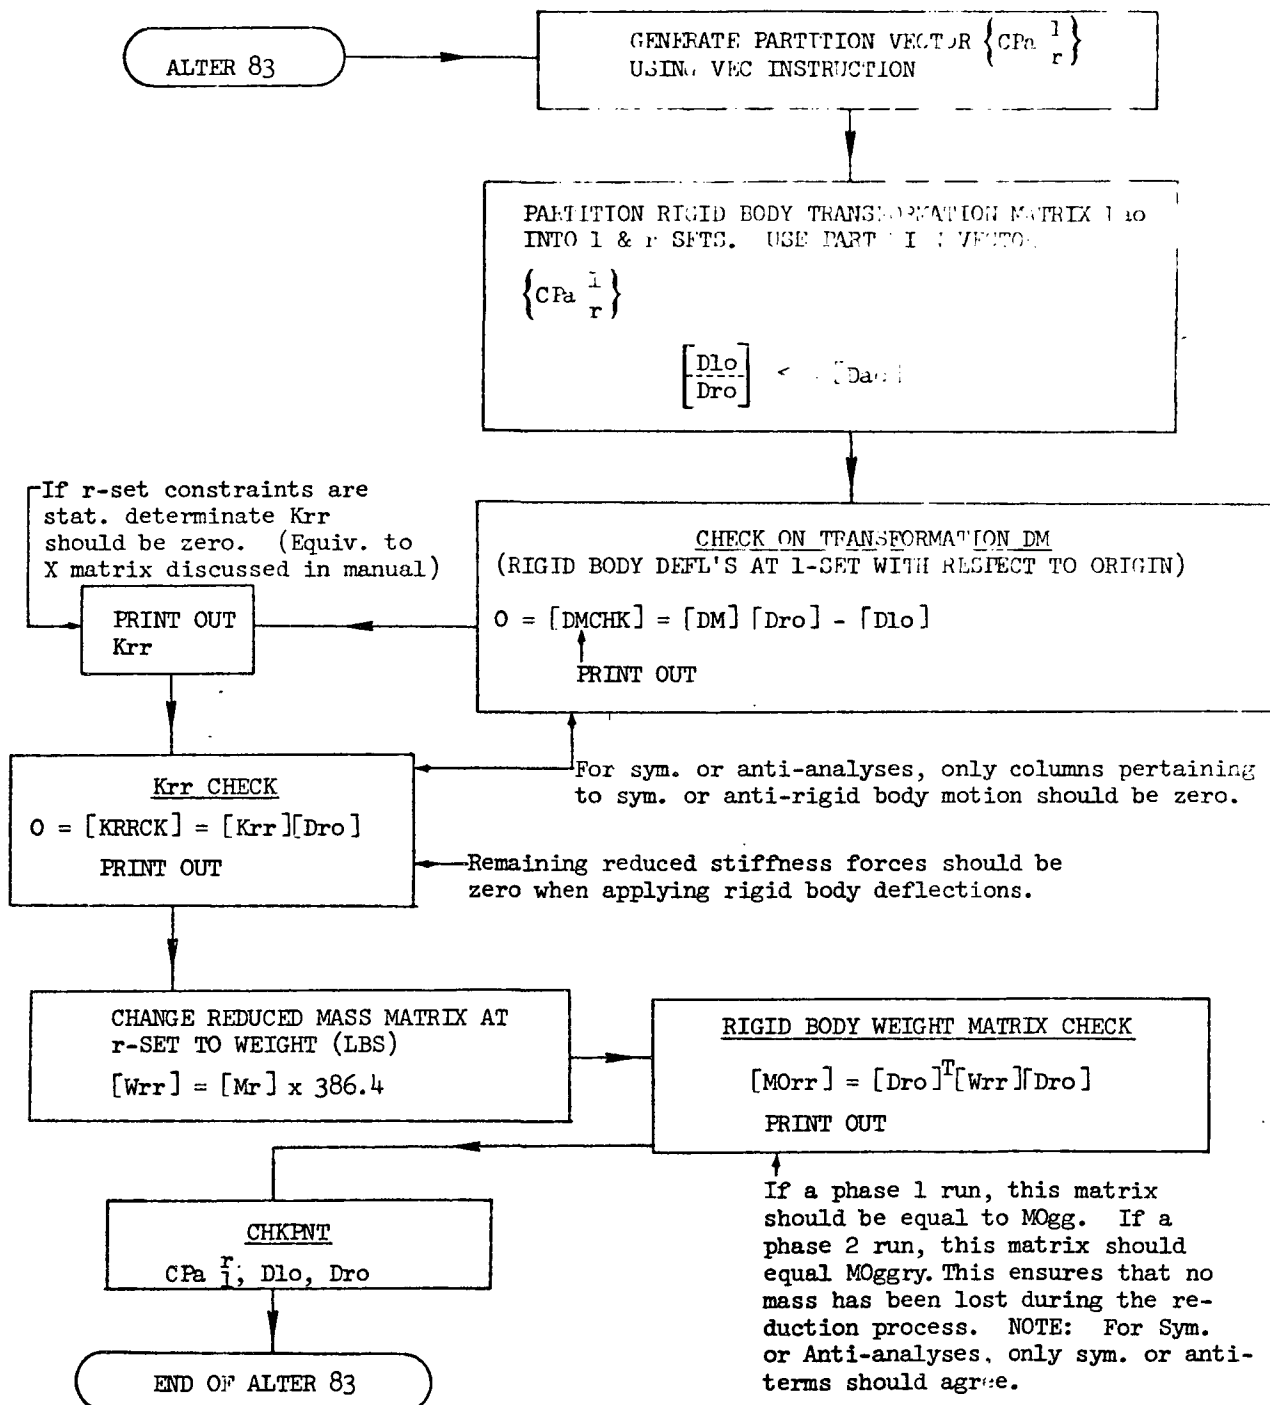 ALTER 83
GENERATE PARTITION VECTOR {CPa l r}
USING VEC INSTRUCTION
PARTITION RIGID BODY TRANSFORMATION MATRIX
INTO l & r SETS. USE VECTOR
{CPa l r}
[Dlo
Dro] [Dao]
If r-set constraints are
stat. determinate Krr
should be zero. (Equiv. to
X matrix discussed in manual)
CHECK ON TRANSFORMATION DM
(RIGID BODY DEFL'S AT l-SET WITH RESPECT TO ORIGIN)
0 = [DMCHK] = [DM] [Dro] - [Dlo]
PRINT OUT
PRINT OUT
Krr
For sym. or anti-analyses, only columns pertaining
to sym. or anti-rigid body motion should be zero.
Krr CHECK
0 = [KRRCK] = [Krr][Dro]
PRINT OUT
Remaining reduced stiffness forces should be
zero when applying rigid body deflections.
CHANGE REDUCED MASS MATRIX AT
r-SET TO WEIGHT (LBS)
[Wrr] = [Mr] x 386.4
RIGID BODY WEIGHT MATRIX CHECK
[MOrr] = [Dro]ᵀ[Wrr][Dro]
PRINT OUT
If a phase 1 run, this matrix
should be equal to MOgg. If a
phase 2 run, this matrix should
equal MOggry. This ensures that no
mass has been lost during the re-
duction process. NOTE: For Sym.
or Anti-analyses, only sym. or anti-
terms should agree.
CHKPNT
CPa r l, Dlo, Dro
END OF ALTER 83